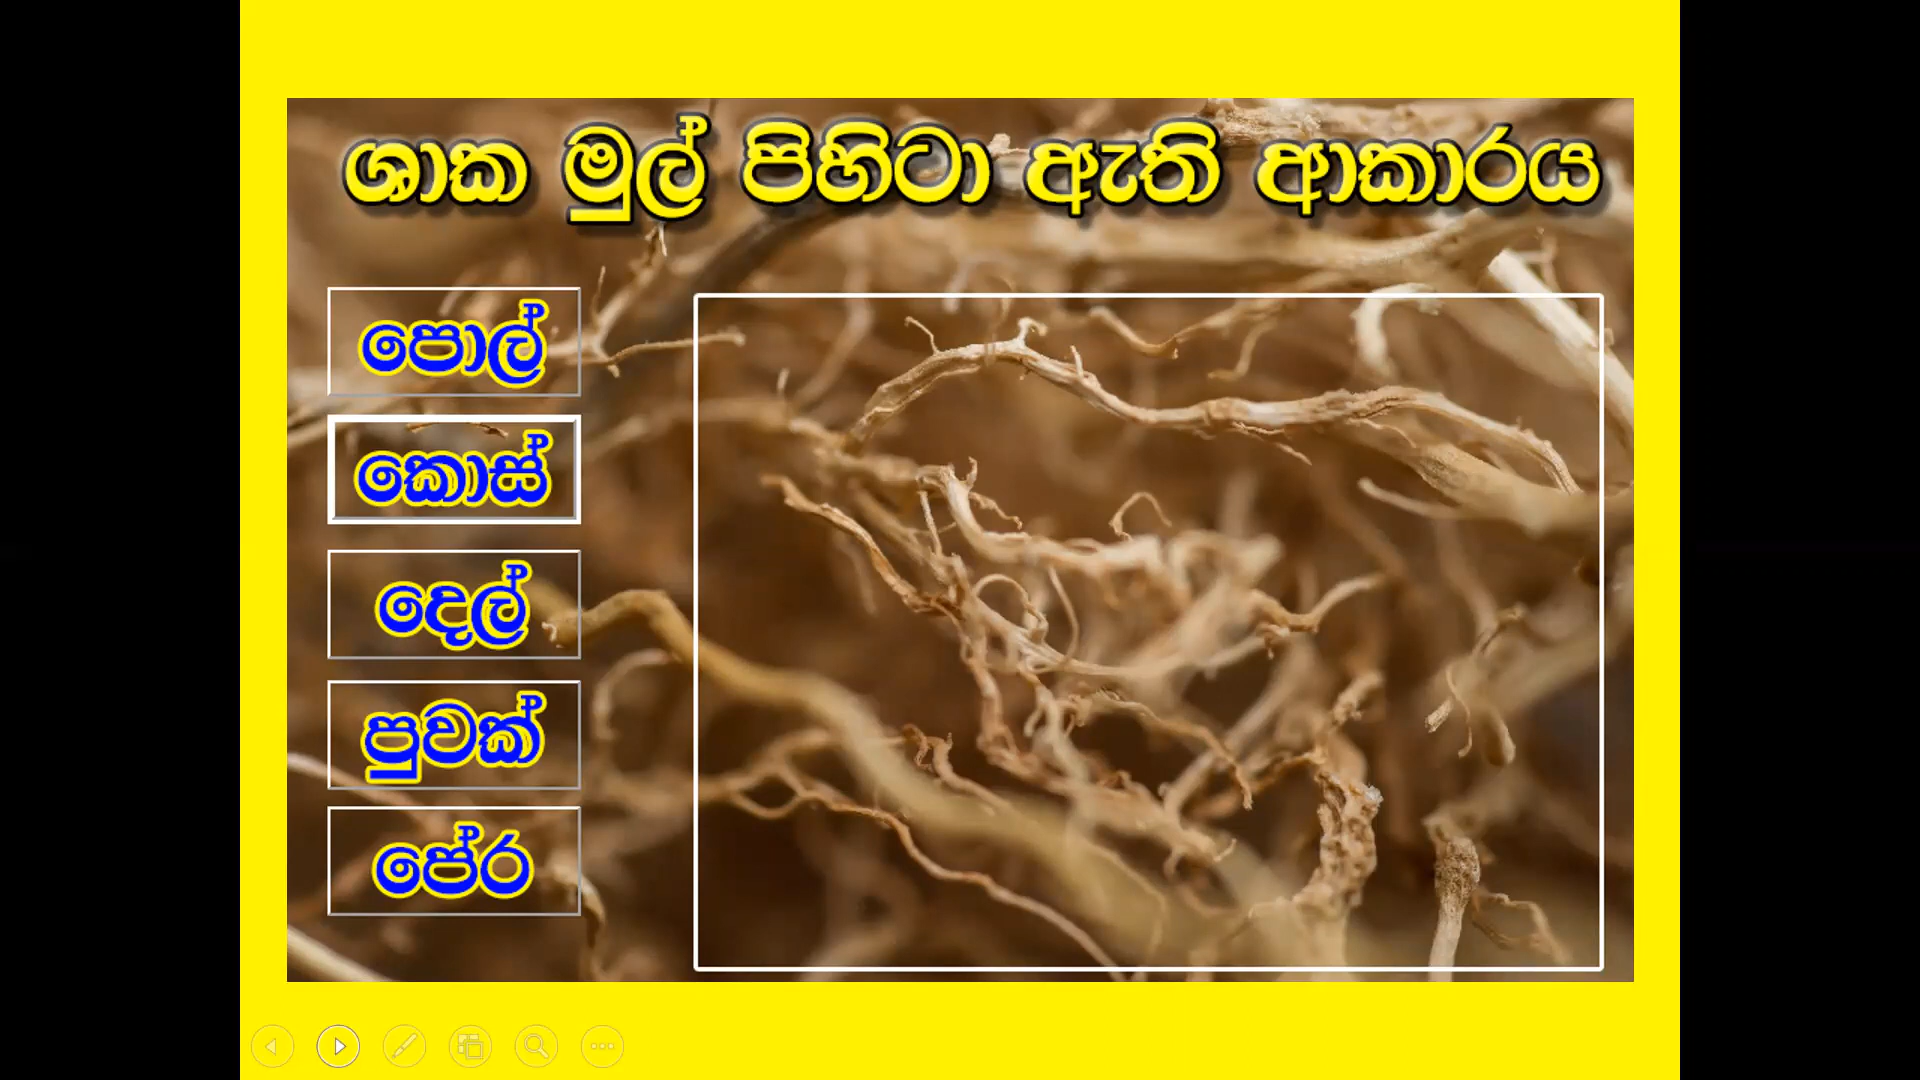 ශාක මුල් පිහිටා ඇති ආකාරය
පොල්
කොස්
දෙල්
පුවක්
පේර